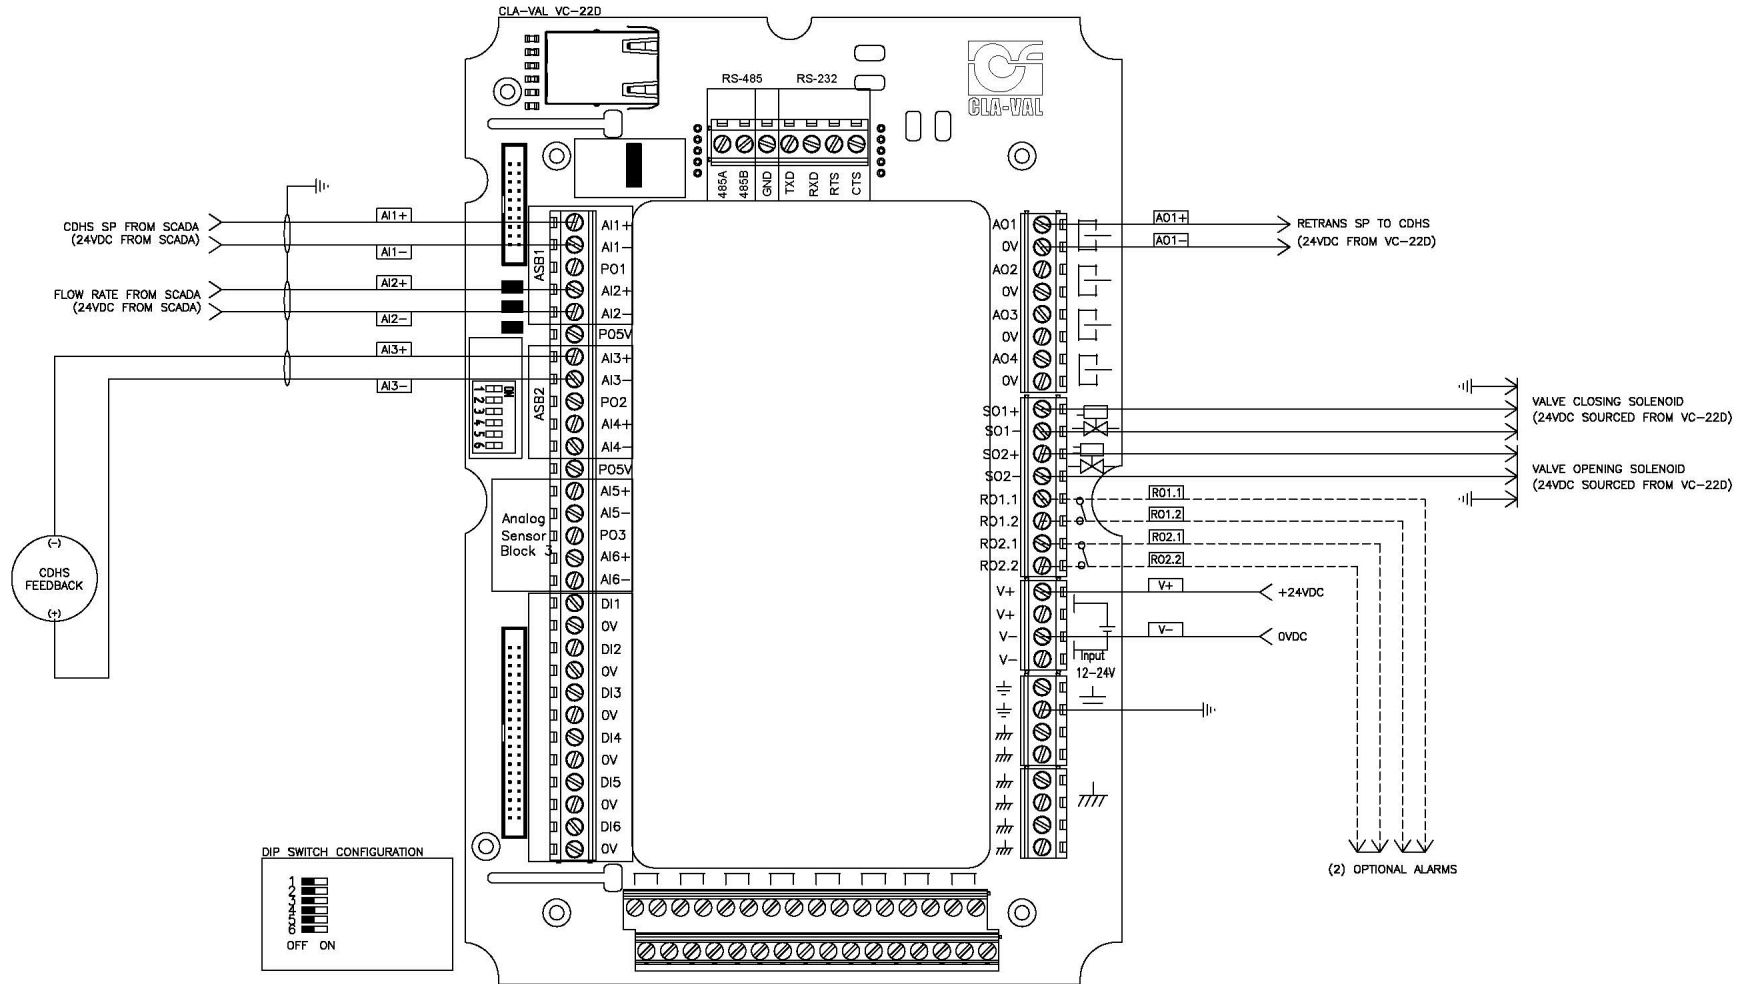 CLA-VAL VC-22D
CLA-VAL
RS-485
RS-232
485A
485B
GND
TXD
RXD
RTS
CTS
CDHS SP FROM SCADA
(24VDC FROM SCADA)
AI1+
AI1-
FLOW RATE FROM SCADA
(24VDC FROM SCADA)
AI2+
AI2-
AI3+
AI3-
(-)
CDHS
FEEDBACK
(+)
ASB1
ASB2
ON
1
2
3
4
5
6
Analog
Sensor
Block 3
AI1+
AI1-
PO1
AI2+
AI2-
PO5V
AI3+
AI3-
PO2
AI4+
AI4-
PO5V
AI5+
AI5-
PO3
AI6+
AI6-
DI1
0V
DI2
0V
DI3
0V
DI4
0V
DI5
0V
DI6
0V
AO1
0V
AO2
0V
AO3
0V
AO4
0V
SO1+
SO1-
SO2+
SO2-
RO1.1
RO1.2
RO2.1
RO2.2
V+
V+
V-
V-
Input
12-24V
AO1+
AO1-
RETRANS SP TO CDHS
(24VDC FROM VC-22D)
VALVE CLOSING SOLENOID
(24VDC SOURCED FROM VC-22D)
VALVE OPENING SOLENOID
(24VDC SOURCED FROM VC-22D)
RO1.1
RO1.2
RO2.1
RO2.2
V+
+24VDC
V-
0VDC
(2) OPTIONAL ALARMS
DIP SWITCH CONFIGURATION
1
2
3
4
5
6
OFF ON